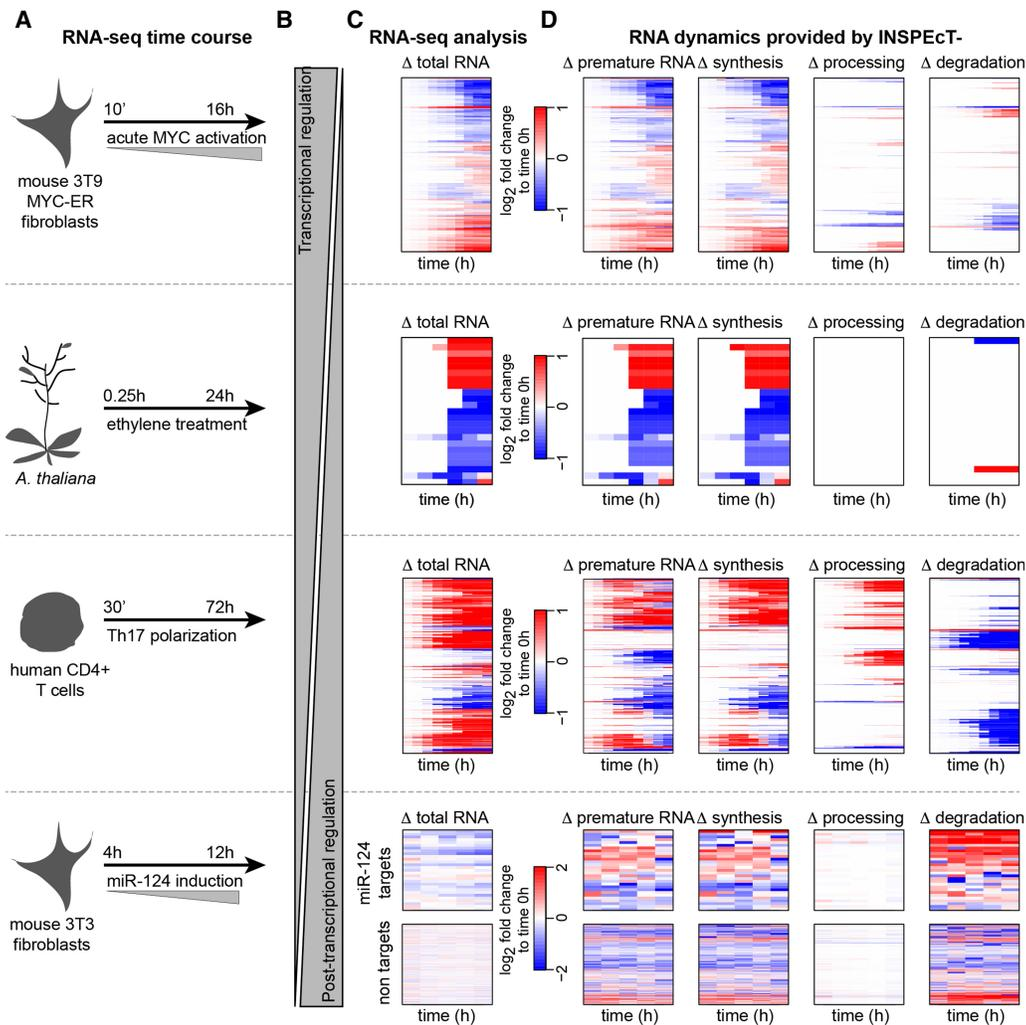 A B C D
RNA-seq time course
RNA-seq analysis
RNA dynamics provided by INSPEcT-
Transcriptional regulation
Post-transcriptional regulation
10’ 16h
acute MYC activation
mouse 3T9
MYC-ER
fibroblasts
Δ total RNA
Δ premature RNA
Δ synthesis
Δ processing
Δ degradation
log2 fold change
to time 0h
1
0
−1
time (h)
time (h)
time (h)
time (h)
time (h)
0.25h 24h
ethylene treatment
A. thaliana
Δ total RNA
Δ premature RNA
Δ synthesis
Δ processing
Δ degradation
log2 fold change
to time 0h
1
0
−1
time (h)
time (h)
time (h)
time (h)
time (h)
30’ 72h
Th17 polarization
human CD4+
T cells
Δ total RNA
Δ premature RNA
Δ synthesis
Δ processing
Δ degradation
log2 fold change
to time 0h
1
0
−1
time (h)
time (h)
time (h)
time (h)
time (h)
4h 12h
miR-124 induction
mouse 3T3
fibroblasts
miR-124
targets
non targets
Δ total RNA
Δ premature RNA
Δ synthesis
Δ processing
Δ degradation
log2 fold change
to time 0h
2
0
−2
time (h)
time (h)
time (h)
time (h)
time (h)